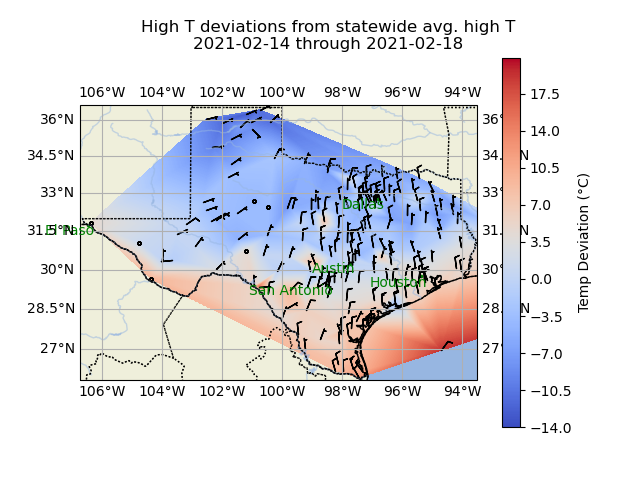 High T deviations from statewide avg. high T
2021-02-14 through 2021-02-18
106°W 104°W 102°W 100°W 98°W 96°W 94°W
36°N 36°
34.5°N 34. N
33°N 33°
31.5°N 31. N
30°N 30°
28.5°N 28. N
27°N 27°
106°W 104°W 102°W 100°W 98°W 96°W 94°W
El Paso
Dallas
Austin
San Antonio
Houston
17.5
14.0
10.5
7.0
3.5
0.0
−3.5
−7.0
−10.5
−14.0
Temp Deviation (°C)